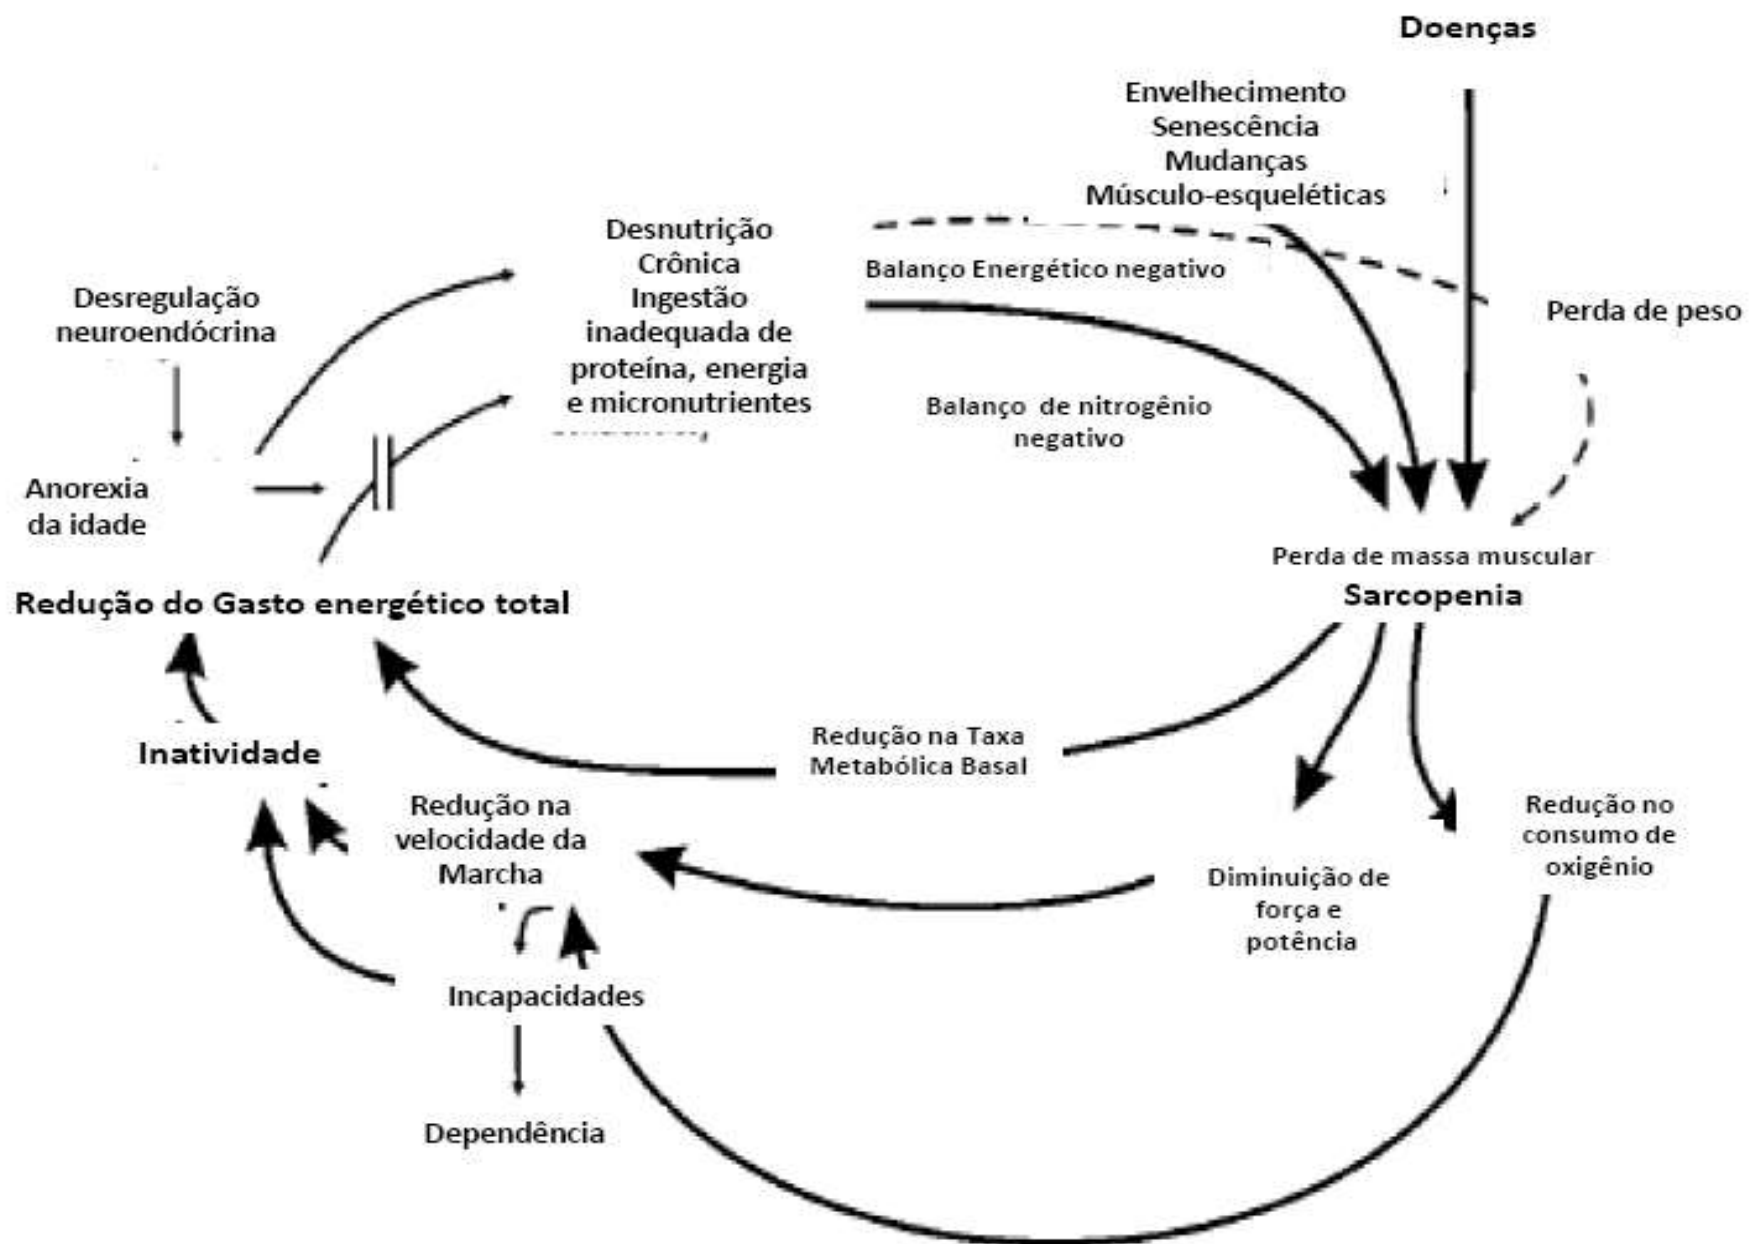 Doenças
Envelhecimento
Senescência
Mudanças
Músculo-esqueléticas
Desnutrição
Crônica
Ingestão
inadequada de
proteína, energia
e micronutrientes
Balanço Energético negativo
Desregulação
neuroendócrina
Perda de peso
Balanço de nitrogênio
negativo
Anorexia
da idade
Perda de massa muscular
Sarcopenia
Redução do Gasto energético total
Redução na Taxa
Metabólica Basal
Inatividade
Redução na
velocidade da
Marcha
Redução no
consumo de
oxigênio
Diminuição de
força e
potência
Incapacidades
Dependência